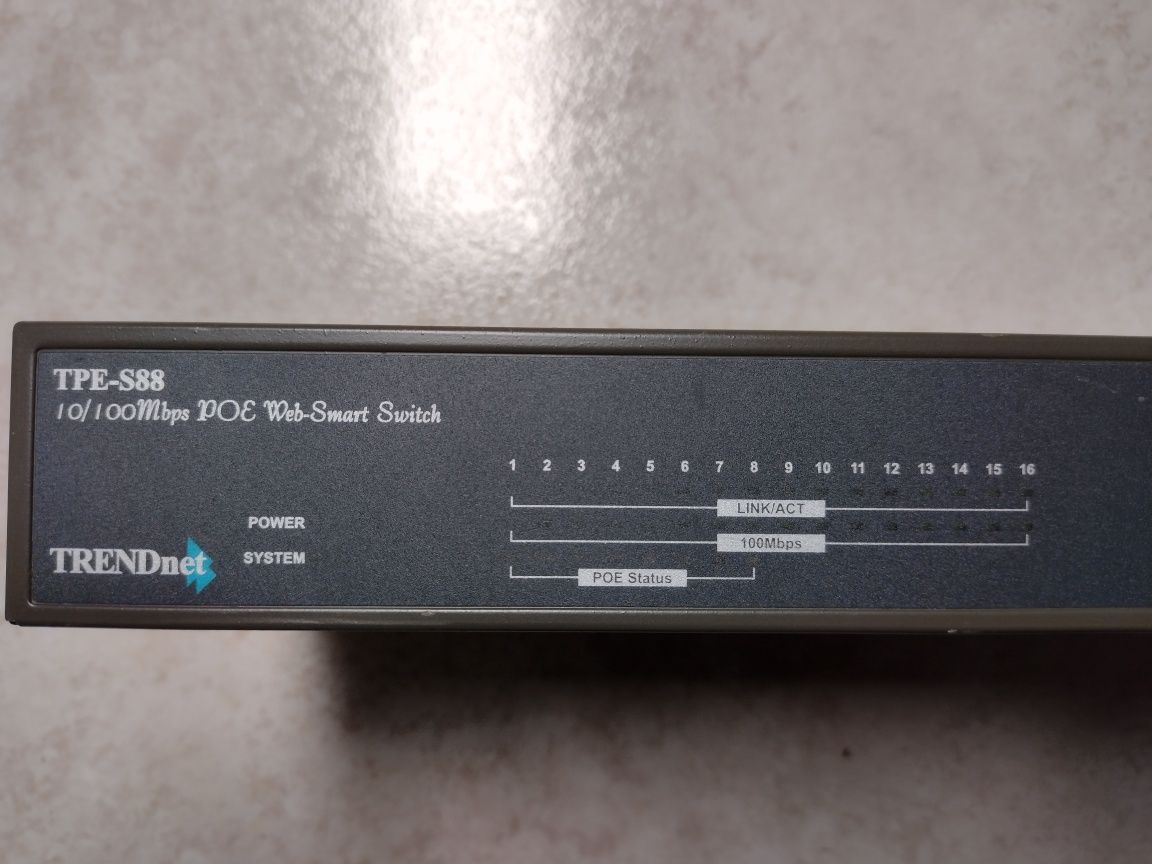 TPE-S88
10/100Mbps POE Web-Smart Switch
1 2 3 4 5 6 7 8 9 10 11 12 13 14 15 16
LINK/ACT
POWER
100Mbps
TRENDnet
SYSTEM
POE Status